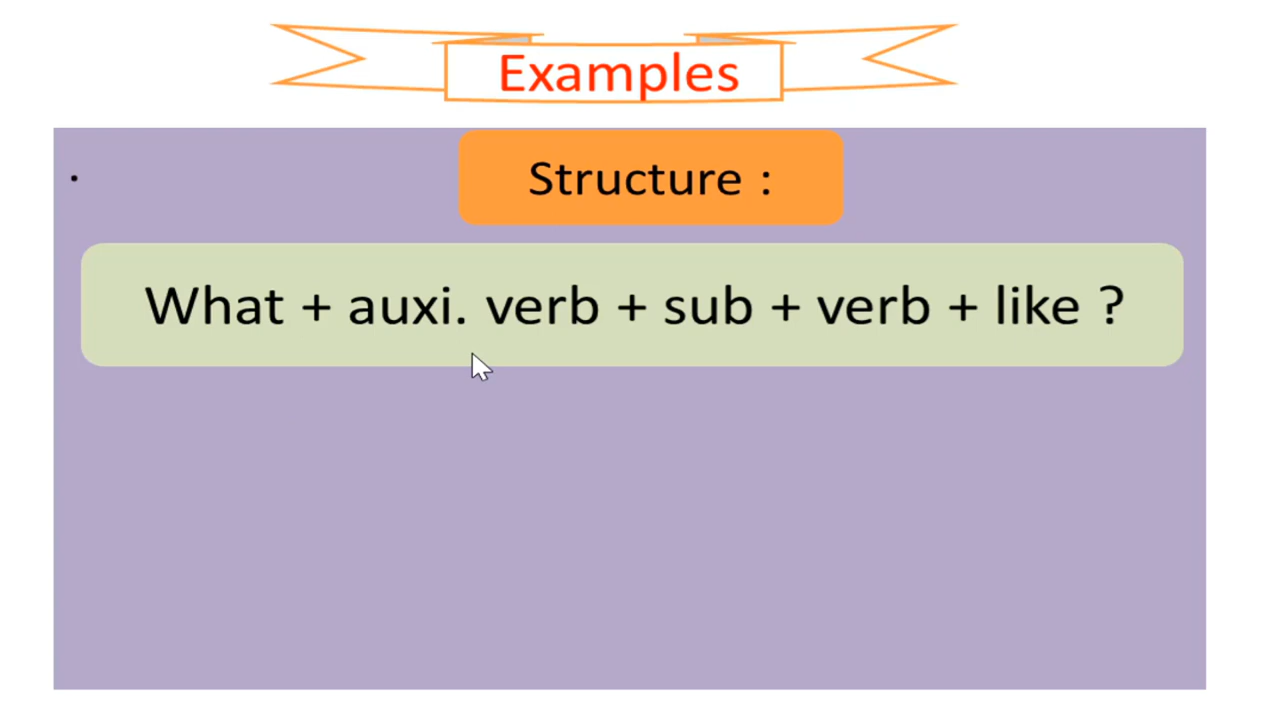 Examples
Structure :
What + auxi. verb + sub + verb + like ?